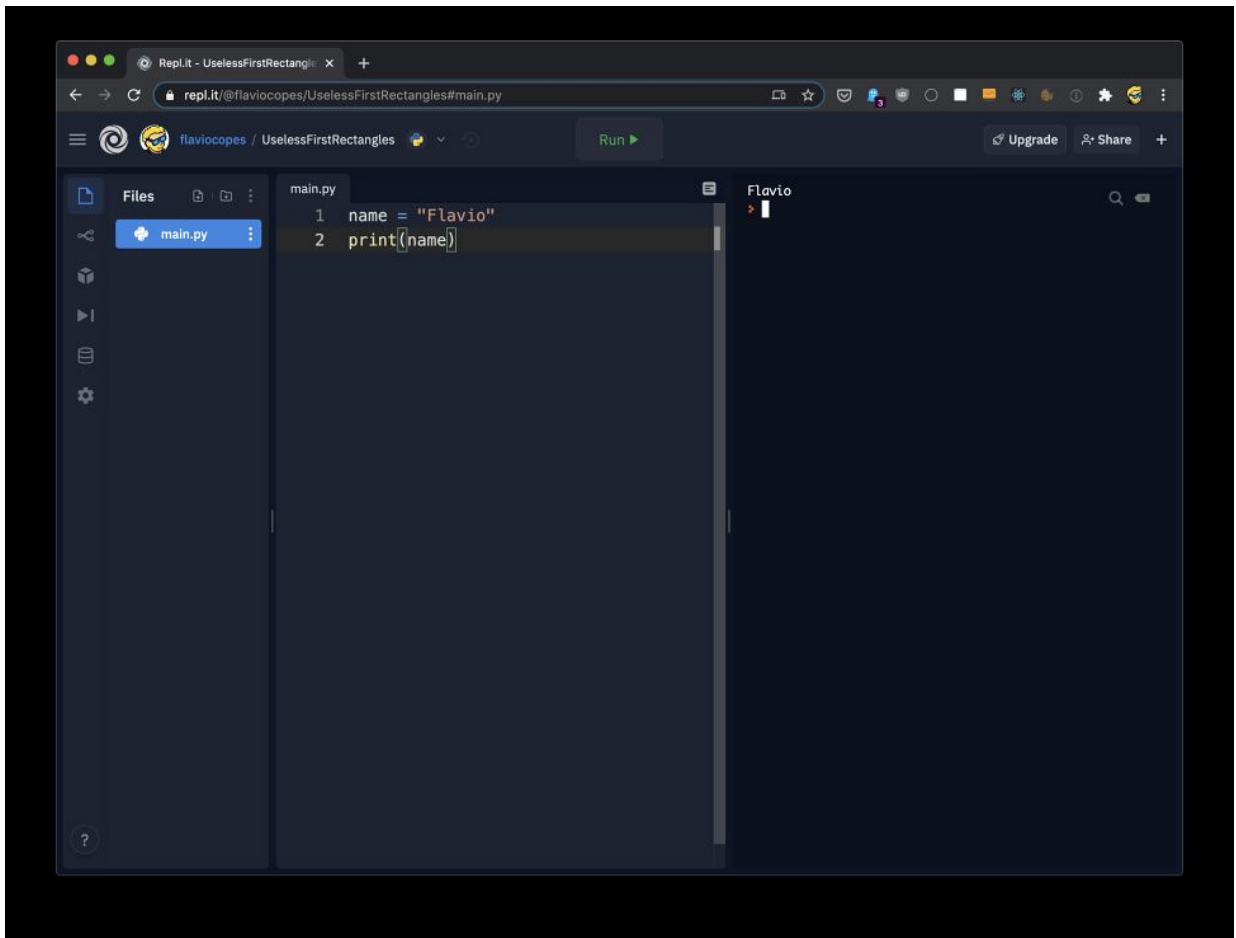 Repl.it - UselessFirstRectangle
repl.it/@flaviocopes/UselessFirstRectangles#main.py
3
flaviocopes / UselessFirstRectangles
Run
Upgrade
Share
Files
main.py
main.py
1 name = "Flavio"
2 print(name)
Flavio
>
?